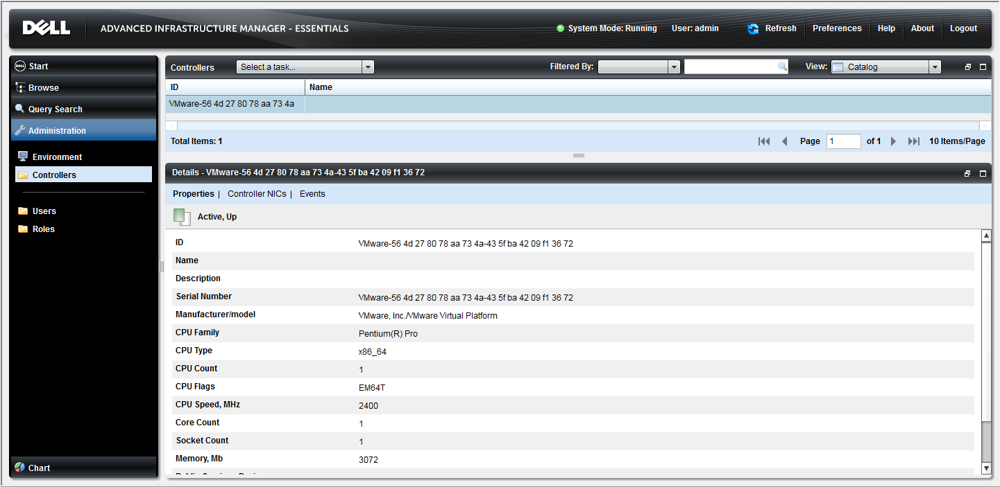 DELL ADVANCED INFRASTRUCTURE MANAGER - ESSENTIALS System Mode: Running User: admin Refresh Preferences Help About Logout
Start
Browse
Query Search
Administration
Environment
Controllers
Users
Roles
Chart
Controllers Select a task... Filtered By: View: Catalog
ID Name
VMware-56 4d 27 80 78 aa 73 4a
Total Items: 1 Page 1 of 1 10 Items/Page
Details - VMware-56 4d 27 80 78 aa 73 4a-43 5f ba 42 09 f1 36 72
Properties | Controller NICs | Events
Active, Up
ID VMware-56 4d 27 80 78 aa 73 4a-43 5f ba 42 09 f1 36 72
Name
Description
Serial Number VMware-56 4d 27 80 78 aa 73 4a-43 5f ba 42 09 f1 36 72
Manufacturer/model VMware, Inc./VMware Virtual Platform
CPU Family Pentium(R) Pro
CPU Type x86_64
CPU Count 1
CPU Flags EM64T
CPU Speed, MHz 2400
Core Count 1
Socket Count 1
Memory, Mb 3072